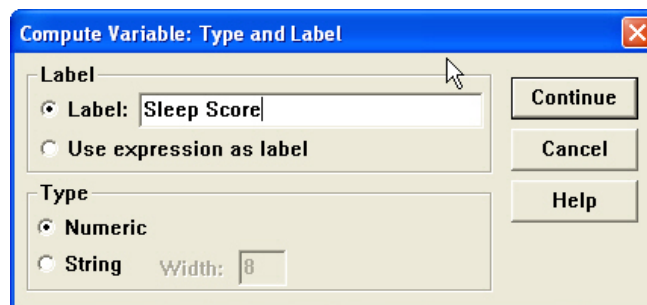 Compute Variable: Type and Label
Label
Label: Sleep Score
Use expression as label
Type
Numeric
String Width: 8
Continue
Cancel
Help